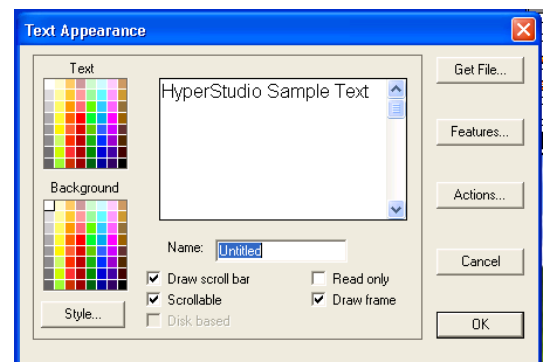 Text Appearance
Text
HyperStudio Sample Text
Get File...
Features...
Background
Actions...
Name: Untitled
Cancel
Draw scroll bar
Read only
Scrollable
Draw frame
Style...
Disk based
OK